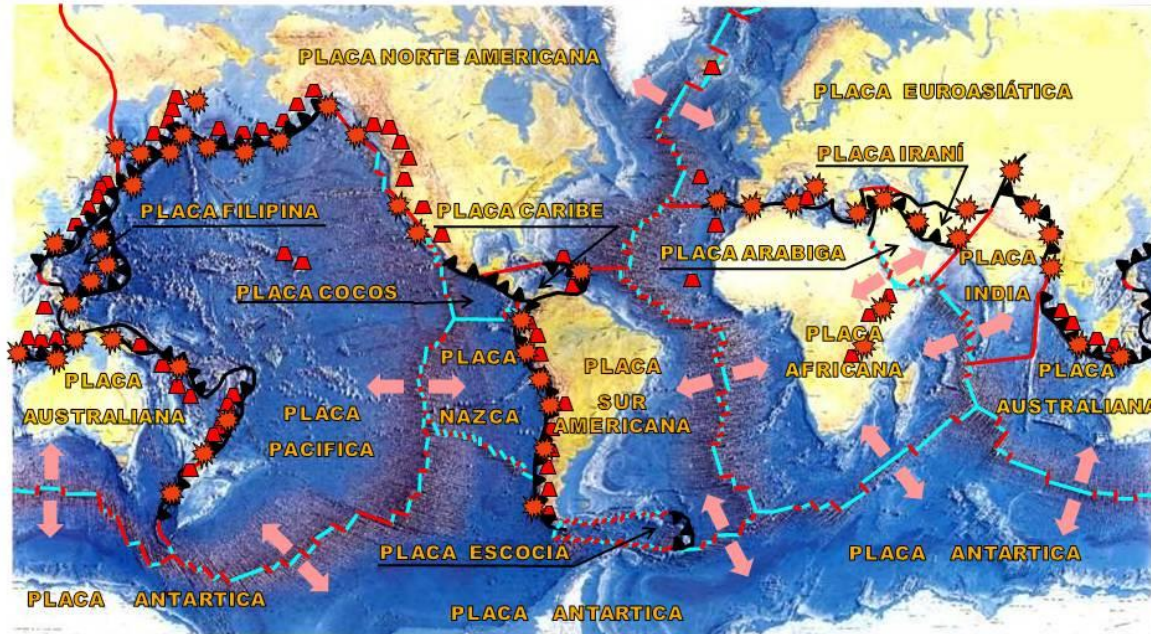 PLACA NORTE AMERICANA
PLACA EUROASIÁTICA
PLACA IRANÍ
PLACA FILIPINA
PLACA CARIBE
PLACA ARABIGA
PLACA
INDIA
PLACA COCOS
PLACA
AFRICANA
PLACA
NAZCA
PLACA
SUR
AMERICANA
PLACA
AUSTRALIANA
PLACA
PACIFICA
PLACA
AUSTRALIANA
PLACA ESCOCIA
PLACA ANTARTICA
PLACA ANTARTICA
PLACA ANTARTICA